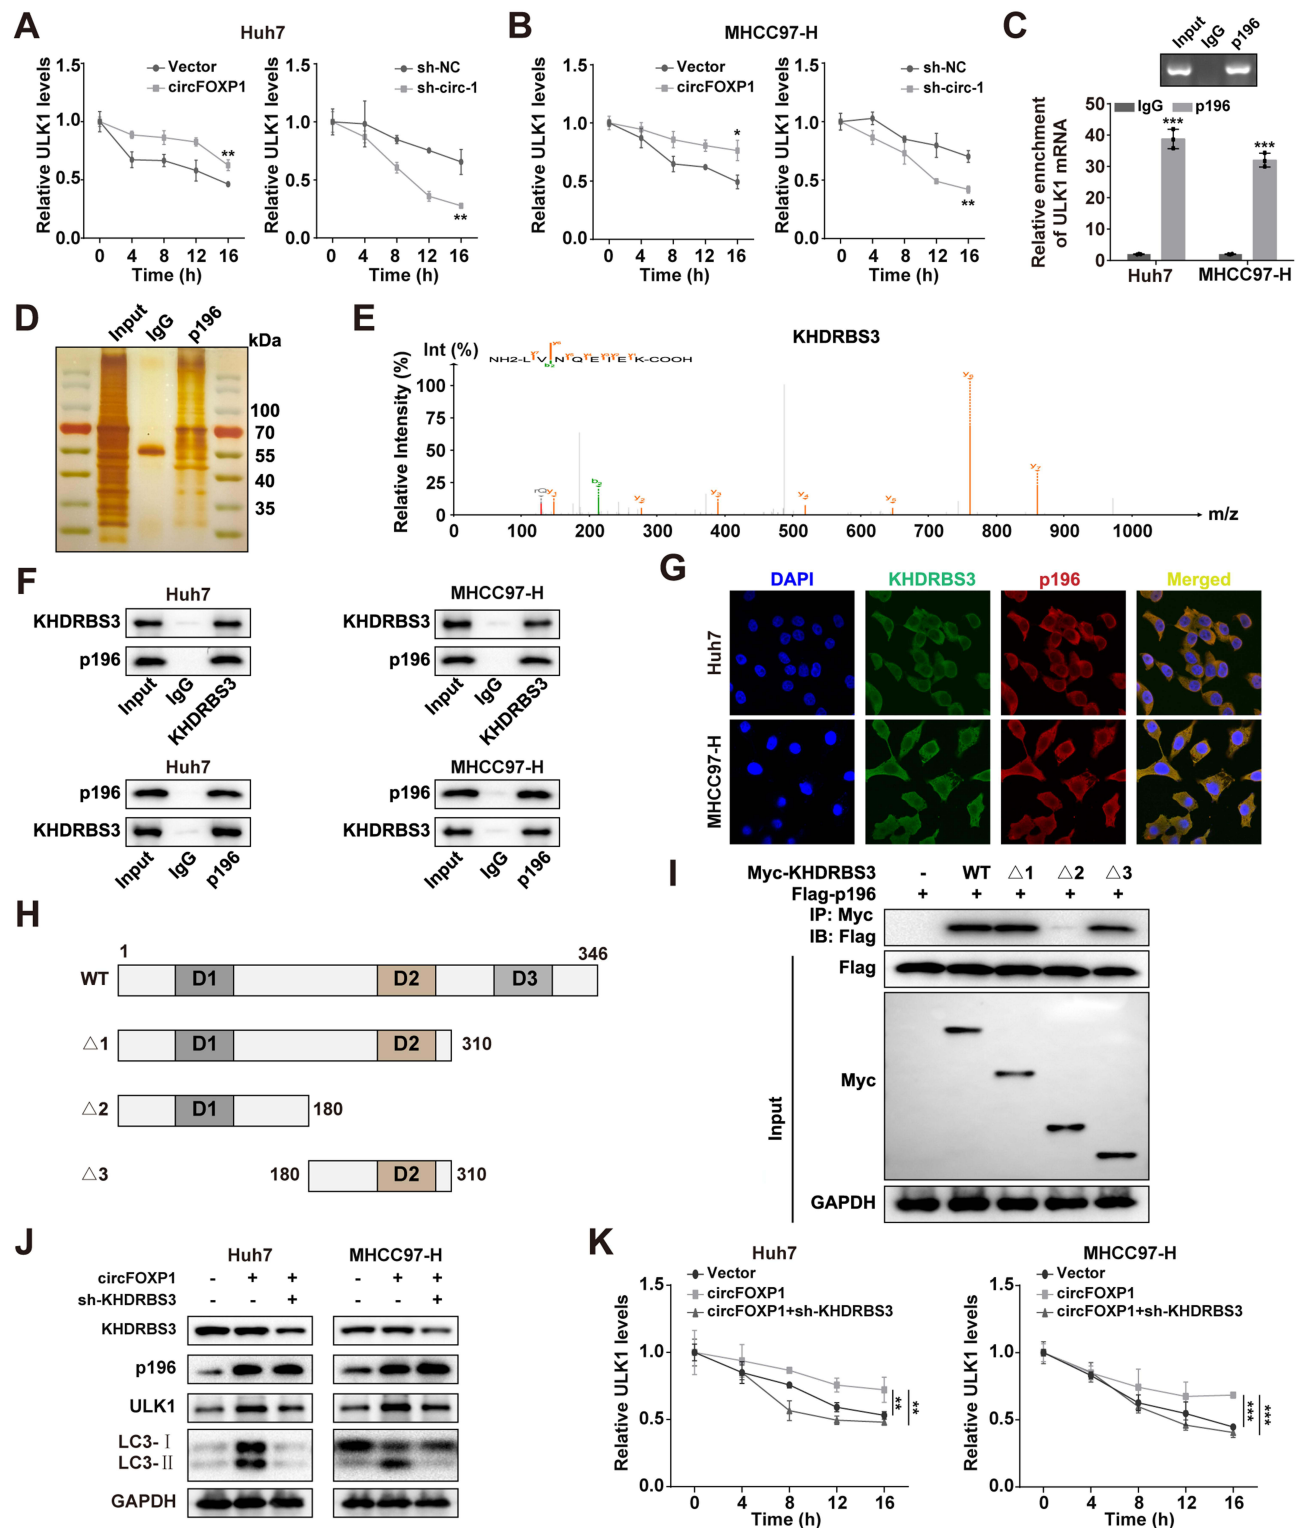 A
Huh7
Relative ULK1 levels
1.5
1.0
0.5
0.0
Vector
circFOXP1
**
0 4 8 12 16
Time (h)
Relative ULK1 levels
1.5
1.0
0.5
0.0
sh-NC
sh-circ-1
**
0 4 8 12 16
Time (h)
B
MHCC97-H
Relative ULK1 levels
1.5
1.0
0.5
0.0
Vector
circFOXP1
*
0 4 8 12 16
Time (h)
Relative ULK1 levels
1.5
1.0
0.5
0.0
sh-NC
sh-circ-1
**
0 4 8 12 16
Time (h)
C
Input IgG p196
Relative ennchment
of ULK1 mRNA
50
40
30
20
10
0
IgG p196
***
***
Huh7 MHCC97-H
D
Input IgG p196
kDa
100
70
55
40
35
E
KHDRBS3
Int (%)
NH2-L V N Q E I E K-COOH
Relative Intensity (%)
100
75
50
25
0
0 100 200 300 400 500 600 700 800 900 1000
m/z
F
Huh7
KHDRBS3
p196
Input IgG KHDRBS3
MHCC97-H
KHDRBS3
p196
Input IgG KHDRBS3
Huh7
p196
KHDRBS3
Input IgG p196
MHCC97-H
p196
KHDRBS3
Input IgG p196
G
DAPI KHDRBS3 p196 Merged
Huh7
MHCC97-H
H
1 346
WT D1 D2 D3
△1 D1 D2 310
△2 D1 180
△3 180 D2 310
I
Myc-KHDRBS3 - WT △1 △2 △3
Flag-p196 + + + + +
IP: Myc
IB: Flag
Input
Flag
Myc
GAPDH
J
Huh7 MHCC97-H
circFOXP1 - + + - + +
sh-KHDRBS3 - - + - - +
KHDRBS3
p196
ULK1
LC3-Ⅰ
LC3-Ⅱ
GAPDH
K
Huh7
Relative ULK1 levels
1.5
1.0
0.5
0.0
Vector
circFOXP1
circFOXP1+sh-KHDRBS3
**
**
0 4 8 12 16
Time (h)
MHCC97-H
Relative ULK1 levels
1.5
1.0
0.5
0.0
Vector
circFOXP1
circFOXP1+sh-KHDRBS3
***
***
0 4 8 12 16
Time (h)